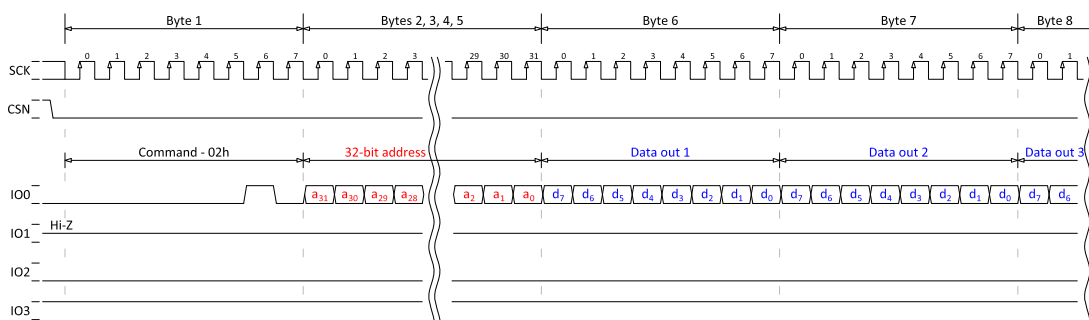 Byte 1 Bytes 2, 3, 4, 5 Byte 6 Byte 7 Byte 8
0 1 2 3 4 5 6 7 0 1 2 3 29 30 31 0 1 2 3 4 5 6 7 0 1 2 3 4 5 6 7 0 1
SCK
CSN
Command - 02h 32-bit address Data out 1 Data out 2 Data out 3
IO0 a31 a30 a29 a28 a2 a1 a0 d7 d6 d5 d4 d3 d2 d1 d0 d7 d6 d5 d4 d3 d2 d1 d0 d7 d6
Hi-Z
IO1
IO2
IO3